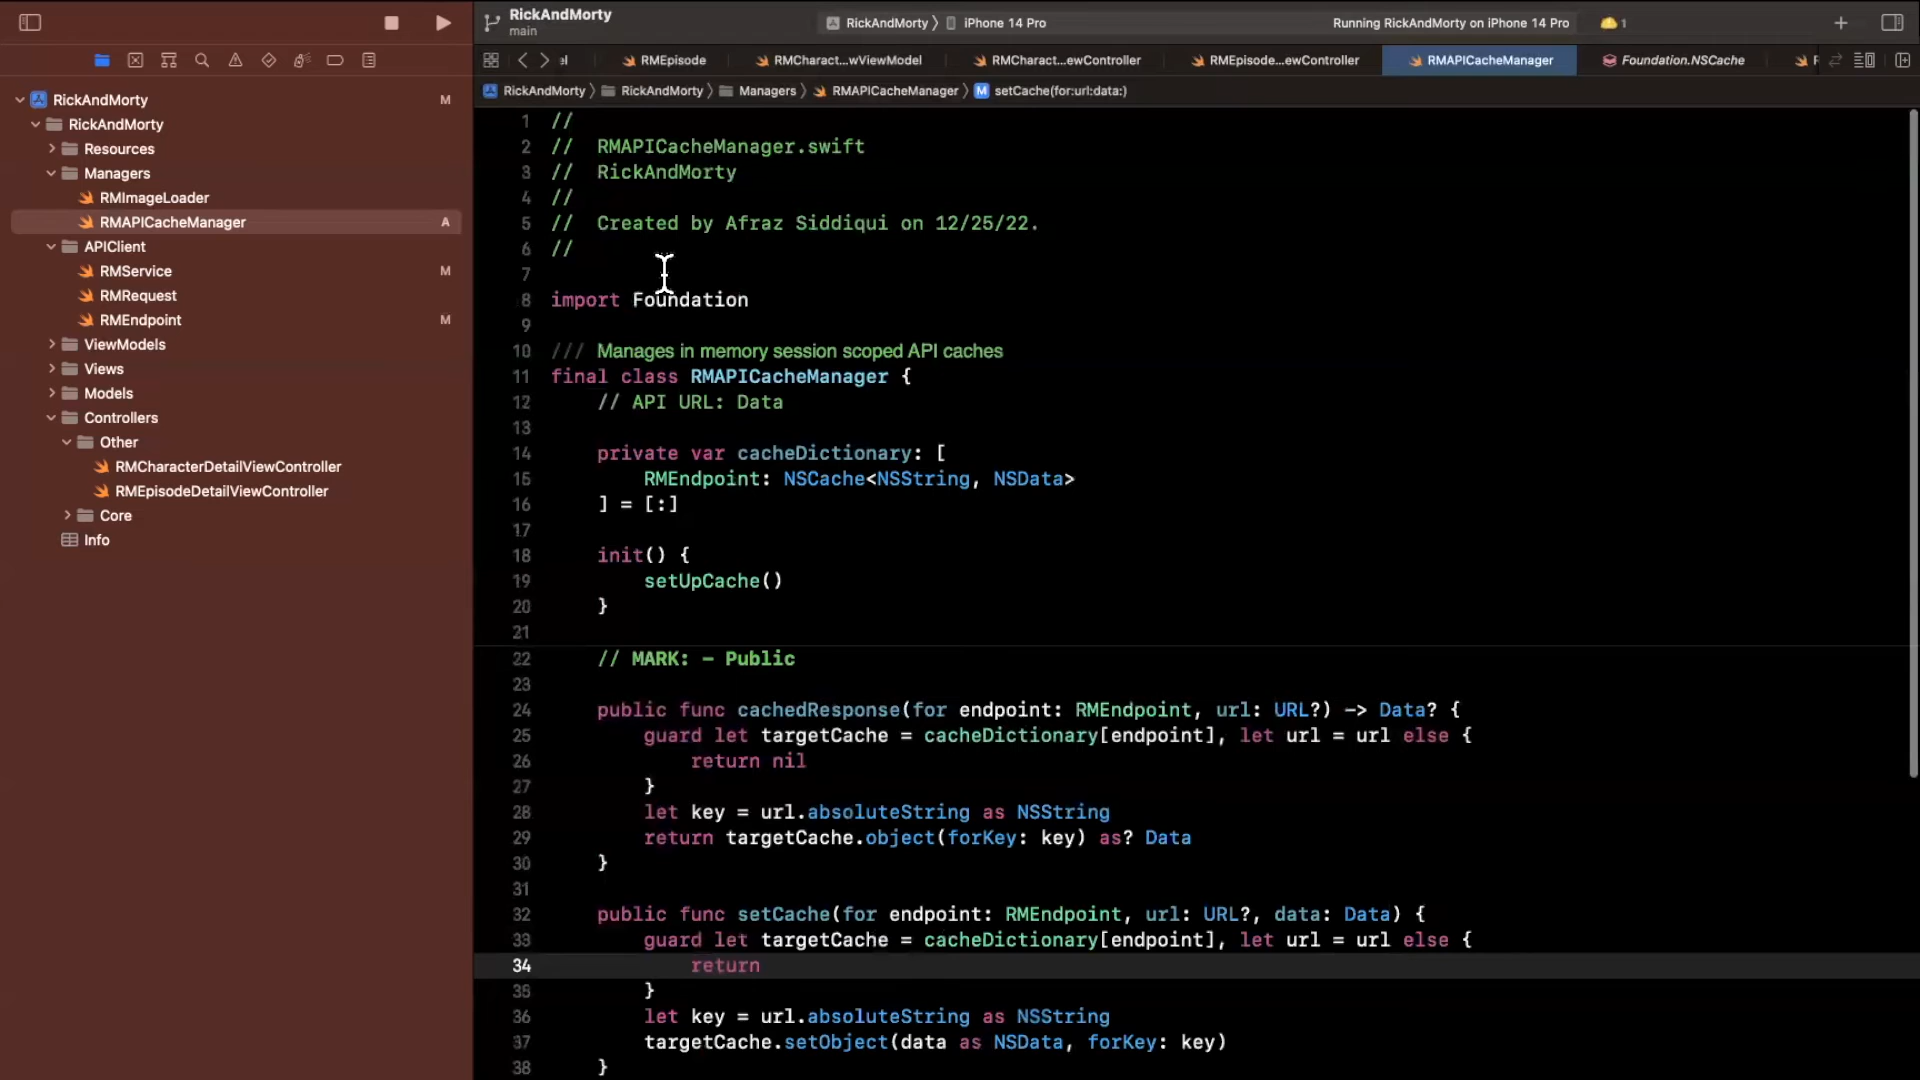 RickAndMorty
main
RickAndMorty
iPhone 14 Pro
Running RickAndMorty on iPhone 14 Pro
1
el
RMEpisode
RMCharact...wViewModel
RMCharact...ewController
RMEpisode...ewController
RMAPICacheManager
Foundation.NSCache
RickAndMorty
RickAndMorty
Managers
RMAPICacheManager
M
setCache(for:url:data:)
RickAndMorty
M
RickAndMorty
Resources
Managers
RMImageLoader
RMAPICacheManager
A
APIClient
RMService
M
RMRequest
RMEndpoint
M
ViewModels
Views
Models
Controllers
Other
RMCharacterDetailViewController
RMEpisodeDetailViewController
Core
Info
1 //
2 //  RMAPICacheManager.swift
3 //  RickAndMorty
4 //
5 //  Created by Afraz Siddiqui on 12/25/22.
6 //
7
8 import Foundation
9
10 /// Manages in memory session scoped API caches
11 final class RMAPICacheManager {
12     // API URL: Data
13
14     private var cacheDictionary: [
15         RMEndpoint: NSCache<NSString, NSData>
16     ] = [:]
17
18     init() {
19         setUpCache()
20     }
21
22     // MARK: - Public
23
24     public func cachedResponse(for endpoint: RMEndpoint, url: URL?) -> Data? {
25         guard let targetCache = cacheDictionary[endpoint], let url = url else {
26             return nil
27         }
28         let key = url.absoluteString as NSString
29         return targetCache.object(forKey: key) as? Data
30     }
31
32     public func setCache(for endpoint: RMEndpoint, url: URL?, data: Data) {
33         guard let targetCache = cacheDictionary[endpoint], let url = url else {
34             return
35         }
36         let key = url.absoluteString as NSString
37         targetCache.setObject(data as NSData, forKey: key)
38     }